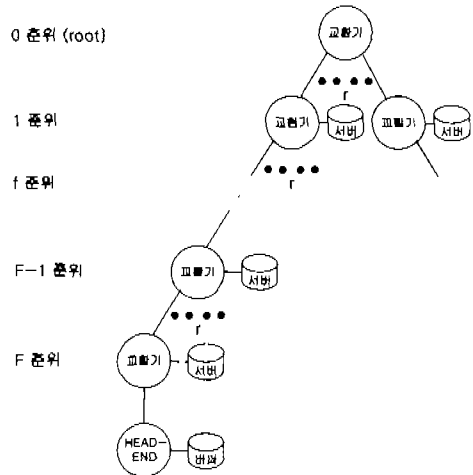 0 준위 (root)
교환기
r
1 준위
교환기
서버
교환기
서버
f 준위
r
F-1 준위
교환기
서버
r
F 준위
교환기
서버
HEAD-
END
버퍼